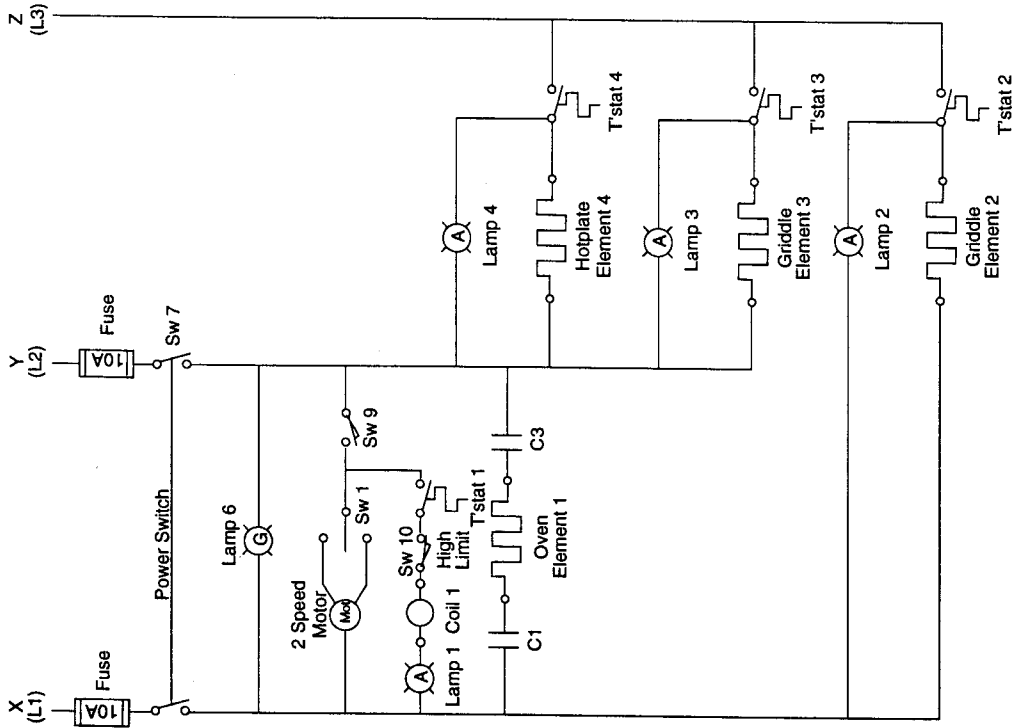 X
(L1)
Y
(L2)
Z
(L3)
Fuse
10A
Fuse
10A
Sw 7
Power Switch
Lamp 6
G
2 Speed
Motor
Mot
Sw 1
Sw 9
Lamp 1
A
Coil 1
Sw 10
High
Limit
T'stat 1
C1
Oven
Element 1
C3
Lamp 4
A
Hotplate
Element 4
T'stat 4
Lamp 3
A
Griddle
Element 3
T'stat 3
Lamp 2
A
Griddle
Element 2
T'stat 2